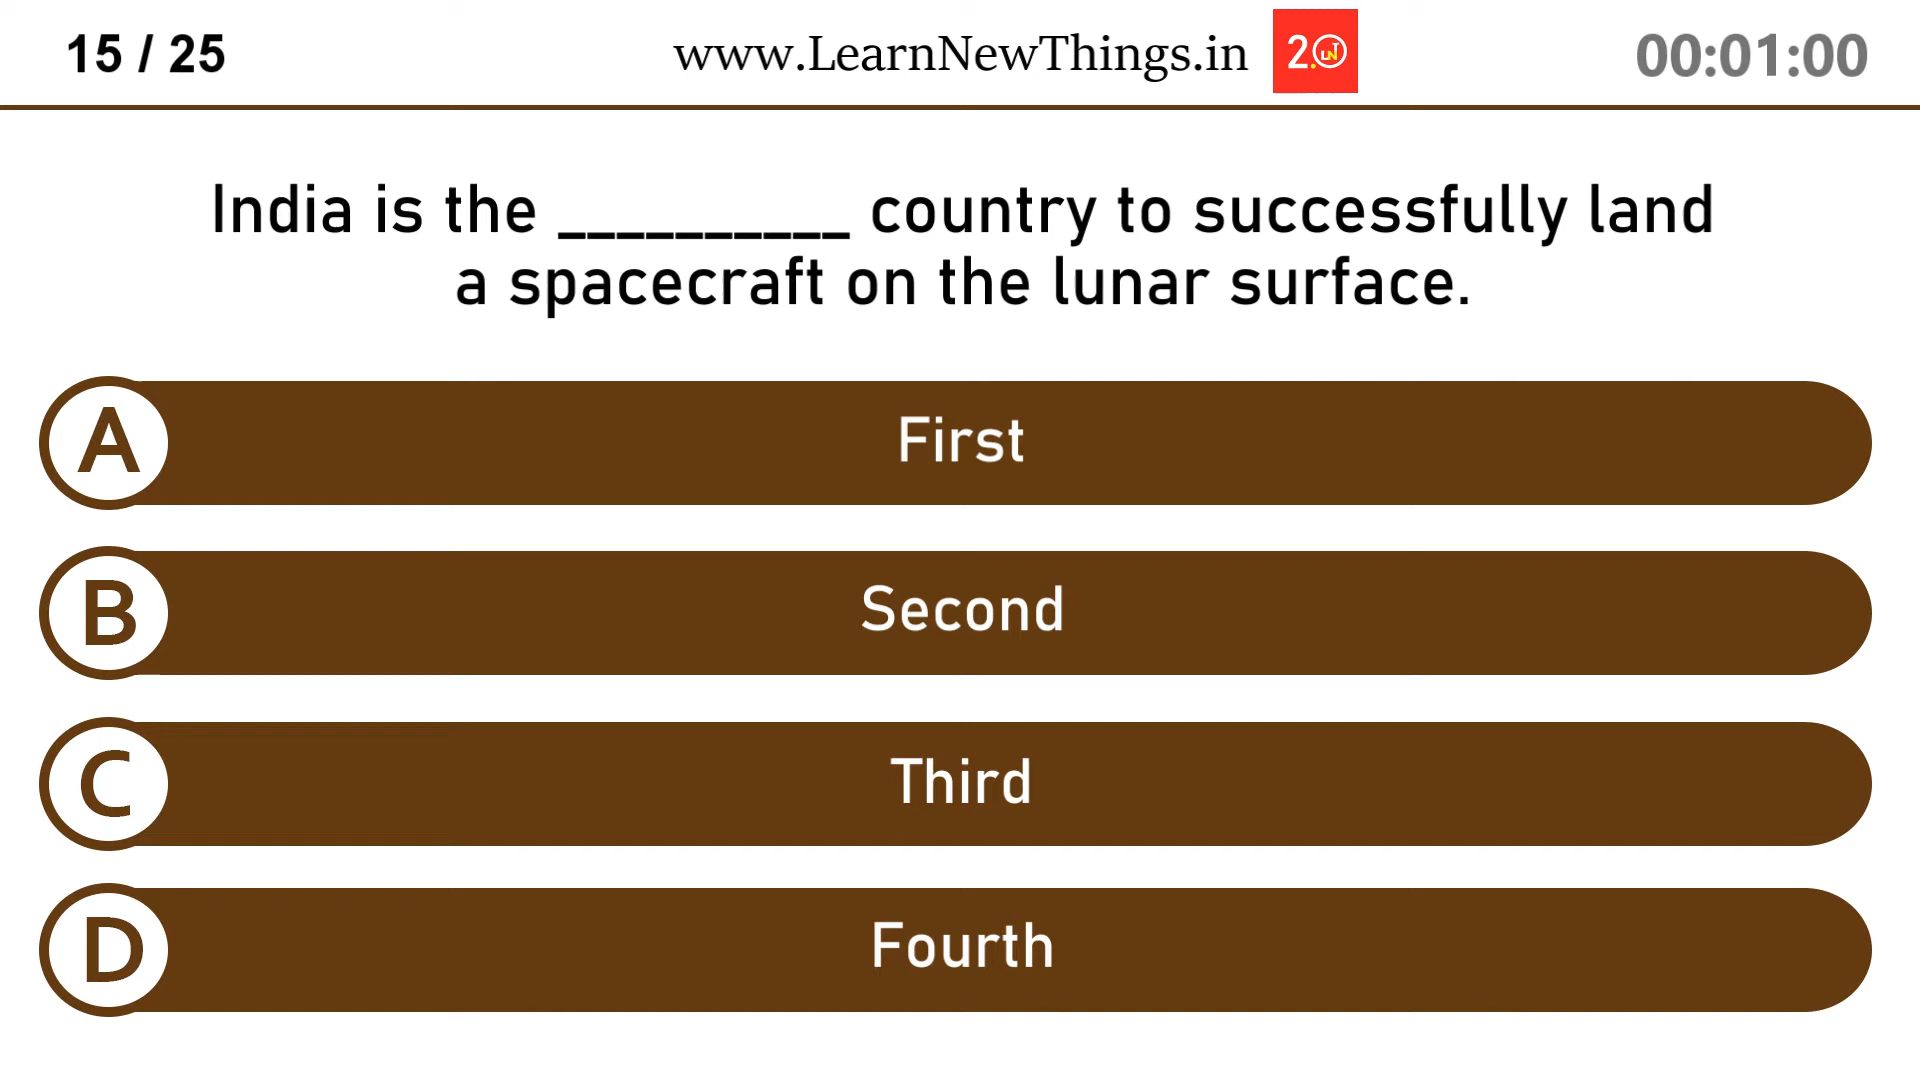 15 / 25
www.LearnNewThings.in
2.0 LNT
00:01:00
India is the __________ country to successfully land
a spacecraft on the lunar surface.
A First
B Second
C Third
D Fourth